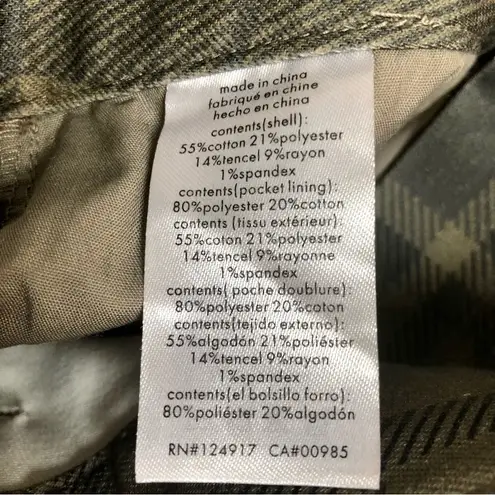 made in china
fabriqué en chine
hecho en china
contents(shell):
55%cotton 21%polyester
14%tencel 9%rayon
1%spandex
contents(pocket lining):
80%polyester 20%cotton
contents (tissu extérieur):
55%coton 21%polyester
14%telncel 9%rayonne
1%spandex
contents( poche doublure):
80%polyester 20%coton
contents(tejido externo):
55%algodón 21%poliéster
14%tencel 9%rayon
1%spandex
contents(el bolsillo forro):
80%poliéster 20%algodón
RN#124917 CA#00985